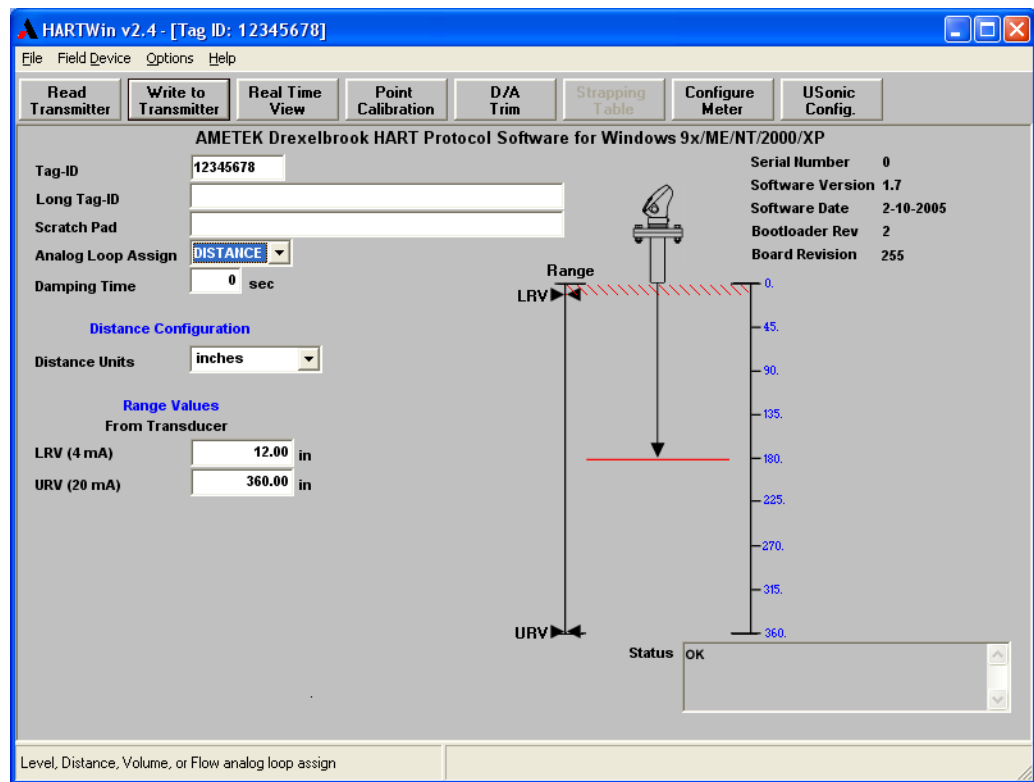 HARTWin v2.4 - [Tag ID: 12345678]
File Field Device Options Help
Read Transmitter
Write to Transmitter
Real Time View
Point Calibration
D/A Trim
Strapping Table
Configure Meter
USonic Config.
AMETEK Drexelbrook HART Protocol Software for Windows 9x/ME/NT/2000/XP
Tag-ID 12345678
Long Tag-ID
Scratch Pad
Analog Loop Assign DISTANCE
Damping Time 0 sec
Distance Configuration
Distance Units inches
Range Values
From Transducer
LRV (4 mA) 12.00 in
URV (20 mA) 360.00 in
Serial Number 0
Software Version 1.7
Software Date 2-10-2005
Bootloader Rev 2
Board Revision 255
Range
LRV
0.
45.
90.
135.
180.
225.
270.
315.
360.
URV
Status OK
Level, Distance, Volume, or Flow analog loop assign